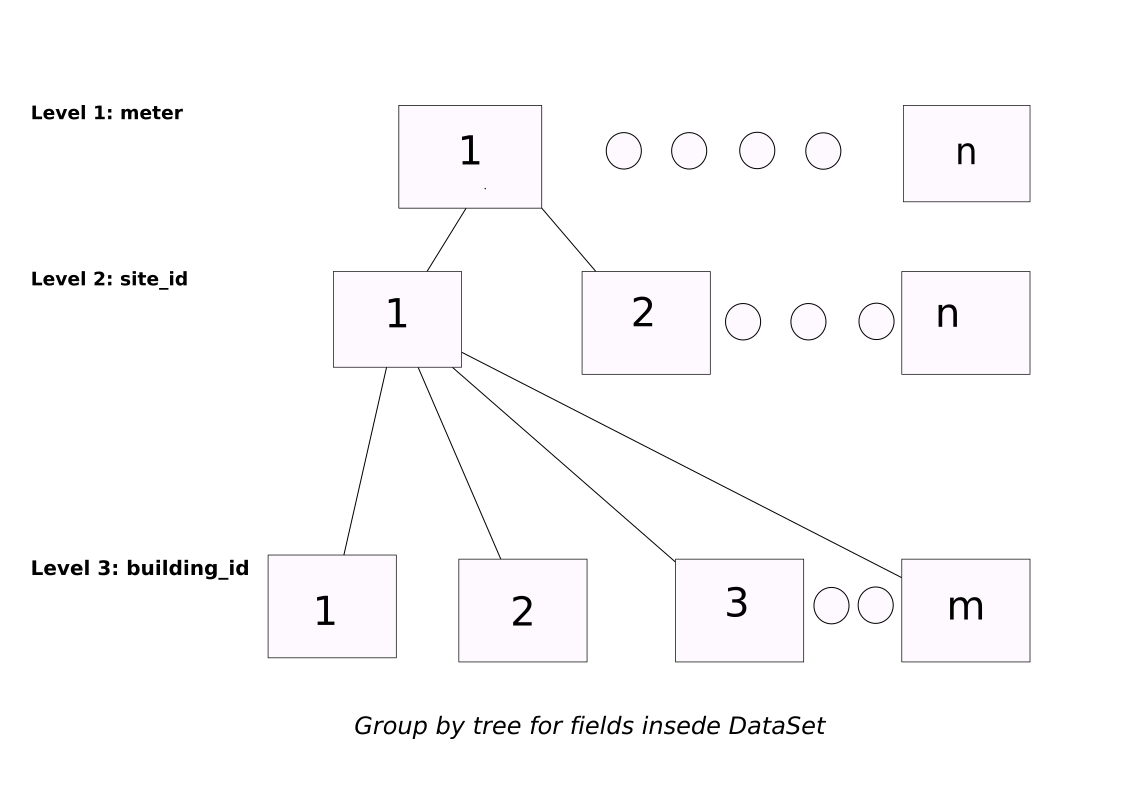 Level 1: meter
1
n
Level 2: site_id
1
2
n
Level 3: building_id
1
2
3
m
Group by tree for fields insede DataSet